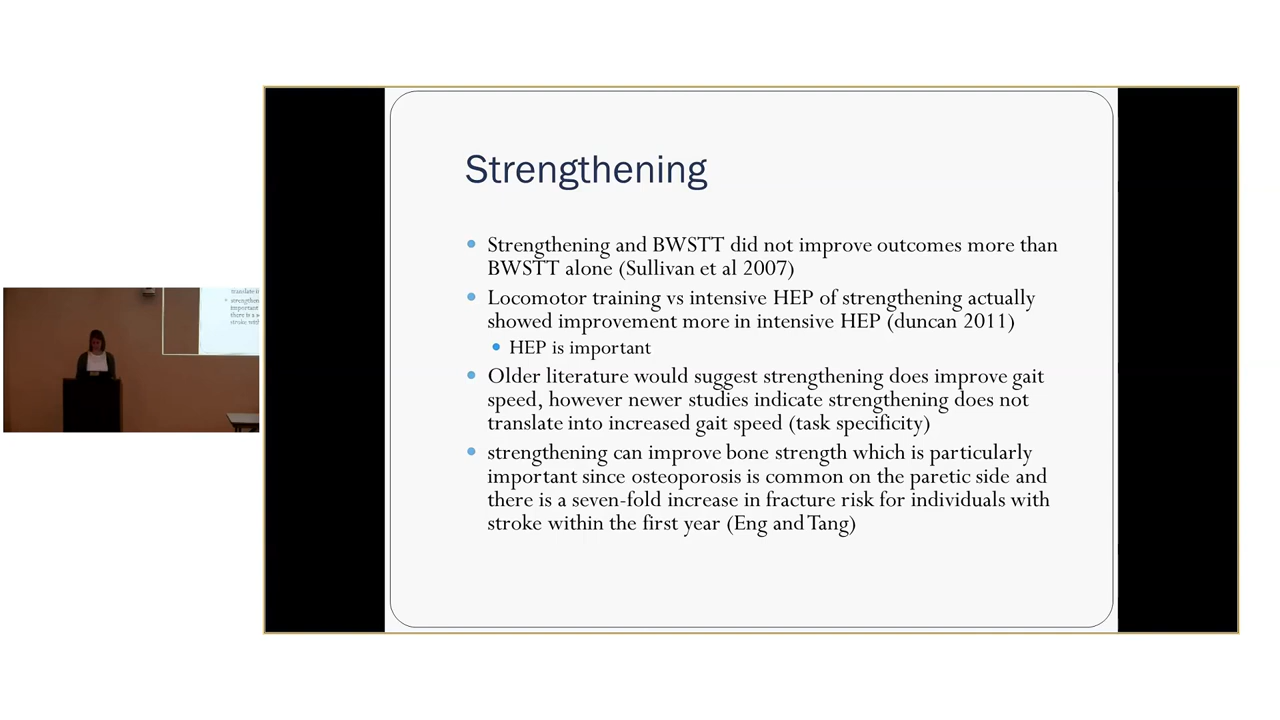 Strengthening
Strengthening and BWSTT did not improve outcomes more than
BWSTT alone (Sullivan et al 2007)
Locomotor training vs intensive HEP of strengthening actually
showed improvement more in intensive HEP (duncan 2011)
HEP is important
Older literature would suggest strengthening does improve gait
speed, however newer studies indicate strengthening does not
translate into increased gait speed (task specificity)
strengthening can improve bone strength which is particularly
important since osteoporosis is common on the paretic side and
there is a seven-fold increase in fracture risk for individuals with
stroke within the first year (Eng and Tang)